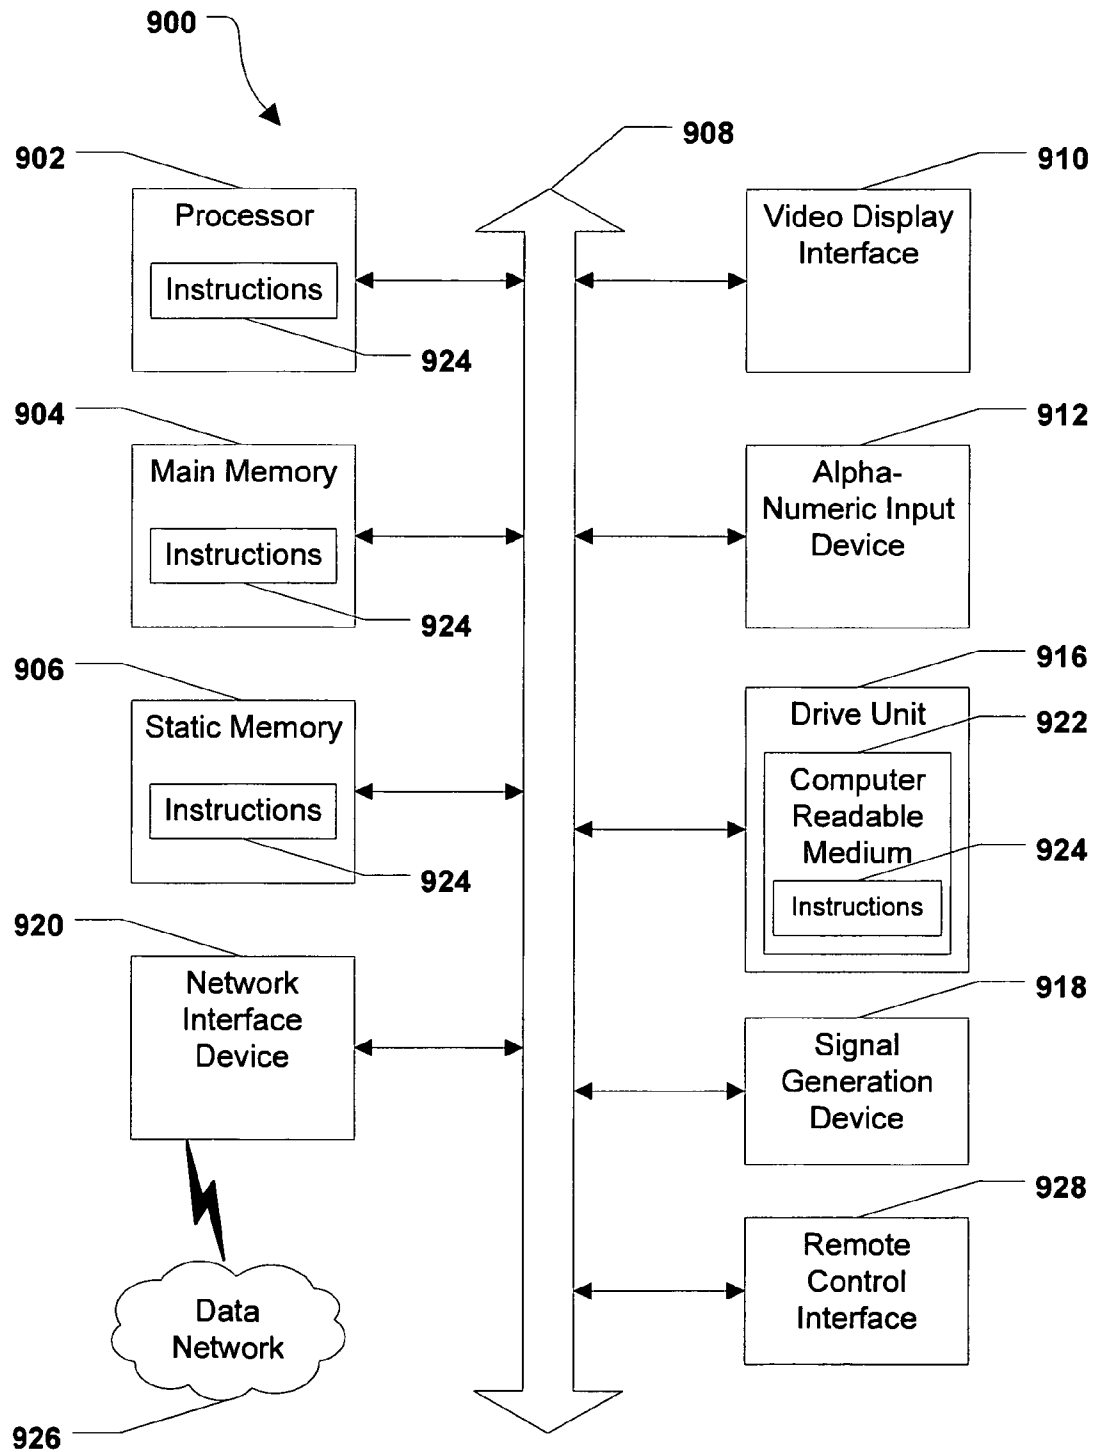 900
908
902
Processor
Instructions
924
904
Main Memory
Instructions
924
906
Static Memory
Instructions
924
920
Network
Interface
Device
Data
Network
926
910
Video Display
Interface
912
Alpha-
Numeric Input
Device
916
Drive Unit
922
Computer
Readable
Medium
924
Instructions
918
Signal
Generation
Device
928
Remote
Control
Interface